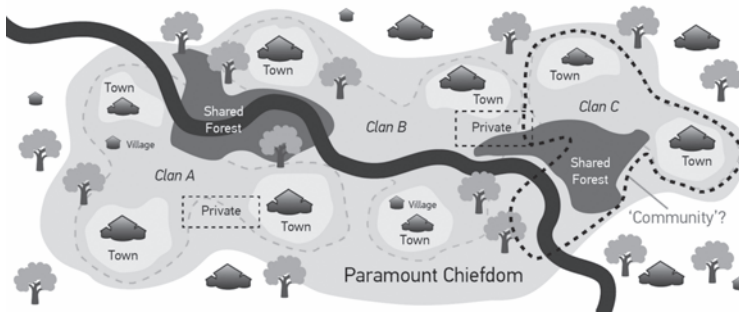 Town
Town
Shared
Forest
Village
Clan A
Town
Private
Town
Clan B
Town
Private
Village
Town
Clan C
Town
Shared
Forest
Town
'Community'?
Paramount Chiefdom